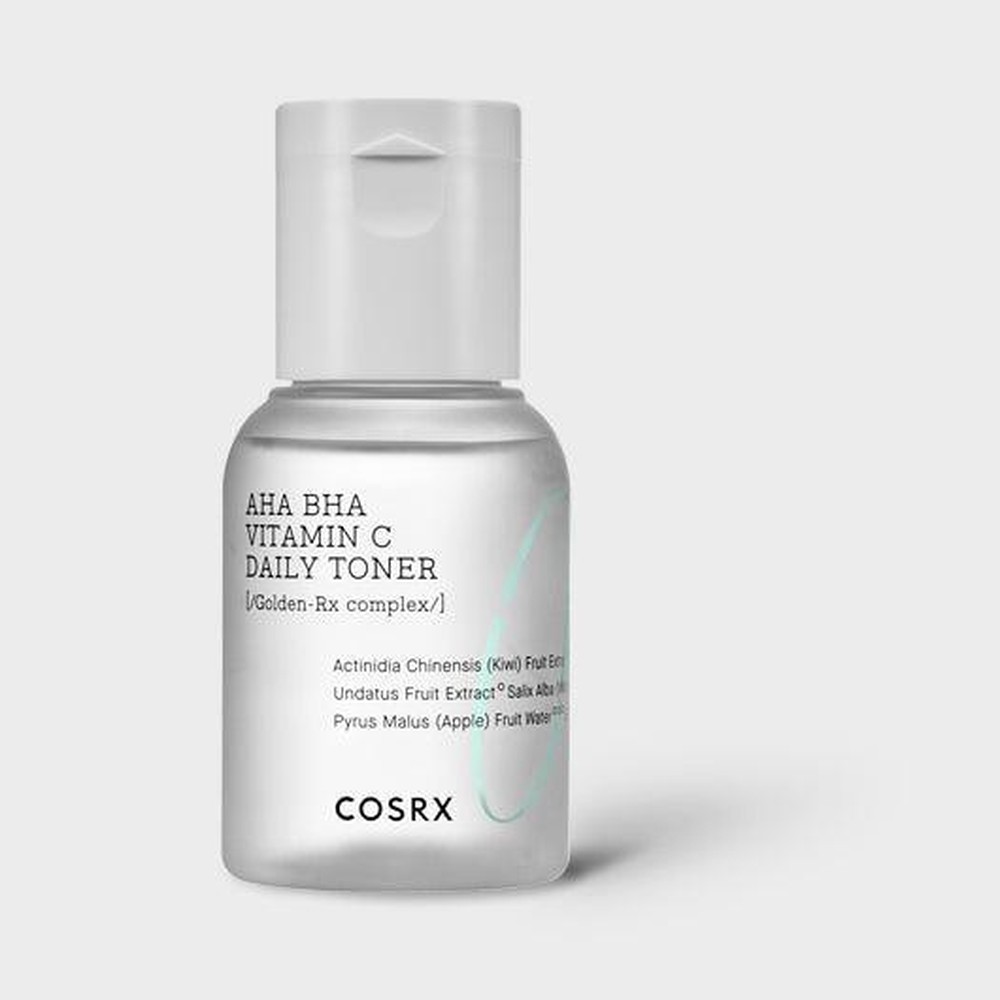 AHA BHA
VITAMIN C
DAILY TONER
[/Golden-Rx complex/]
Actinidia Chinensis (Kiwi) Fruit
Undatus Fruit Extract° Salix Alba
Pyrus Malus (Apple) Fruit Water
COSRX